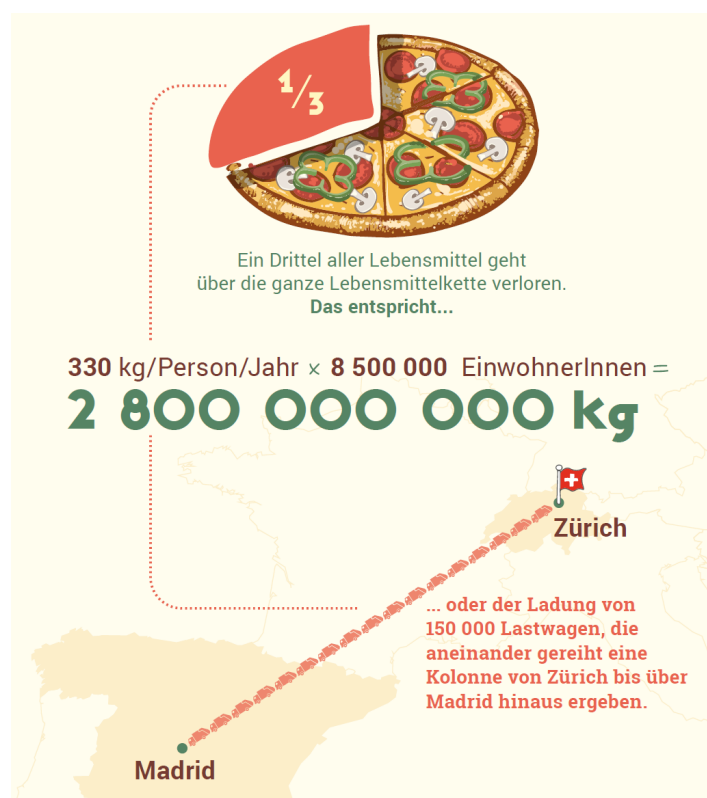 1/3
Ein Drittel aller Lebensmittel geht
über die ganze Lebensmittelkette verloren.
Das entspricht...
330 kg/Person/Jahr × 8 500 000 EinwohnerInnen =
2 800 000 000 kg
Zürich
... oder der Ladung von
150 000 Lastwagen, die
aneinander gereiht eine
Kolonne von Zürich bis über
Madrid hinaus ergeben.
Madrid